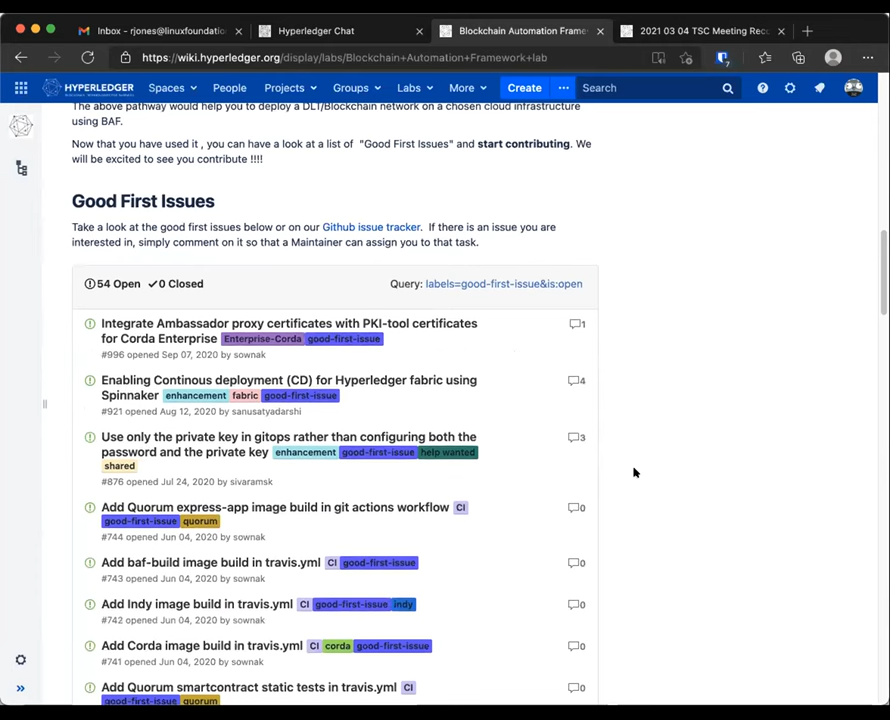 Inbox - rjones@linuxfoundatio
Hyperledger Chat
Blockchain Automation Frame
2021 03 04 TSC Meeting Reco
https://wiki.hyperledger.org/display/labs/Blockchain+Automation+Framework+lab
7
HYPERLEDGER Spaces People Projects Groups Labs More Create ... Search
The above pathway would help you to deploy a DLT/Blockchain network on a chosen cloud infrastructure
using BAF.
Now that you have used it , you can have a look at a list of "Good First Issues" and start contributing. We
will be excited to see you contribute !!!!
Good First Issues
Take a look at the good first issues below or on our Github issue tracker. If there is an issue you are
interested in, simply comment on it so that a Maintainer can assign you to that task.
54 Open 0 Closed Query: labels=good-first-issue&is:open
Integrate Ambassador proxy certificates with PKI-tool certificates 1
for Corda Enterprise Enterprise-Corda good-first-issue
#996 opened Sep 07, 2020 by sownak
Enabling Continous deployment (CD) for Hyperledger fabric using 4
Spinnaker enhancement fabric good-first-issue
#921 opened Aug 12, 2020 by sanusatyadarshi
Use only the private key in gitops rather than configuring both the 3
password and the private key enhancement good-first-issue help wanted
shared
#876 opened Jul 24, 2020 by sivaramsk
Add Quorum express-app image build in git actions workflow CI 0
good-first-issue quorum
#744 opened Jun 04, 2020 by sownak
Add baf-build image build in travis.yml CI good-first-issue 0
#743 opened Jun 04, 2020 by sownak
Add Indy image build in travis.yml CI good-first-issue indy 0
#742 opened Jun 04, 2020 by sownak
Add Corda image build in travis.yml CI corda good-first-issue 0
#741 opened Jun 04, 2020 by sownak
Add Quorum smartcontract static tests in travis.yml CI 0
good-first-issue quorum